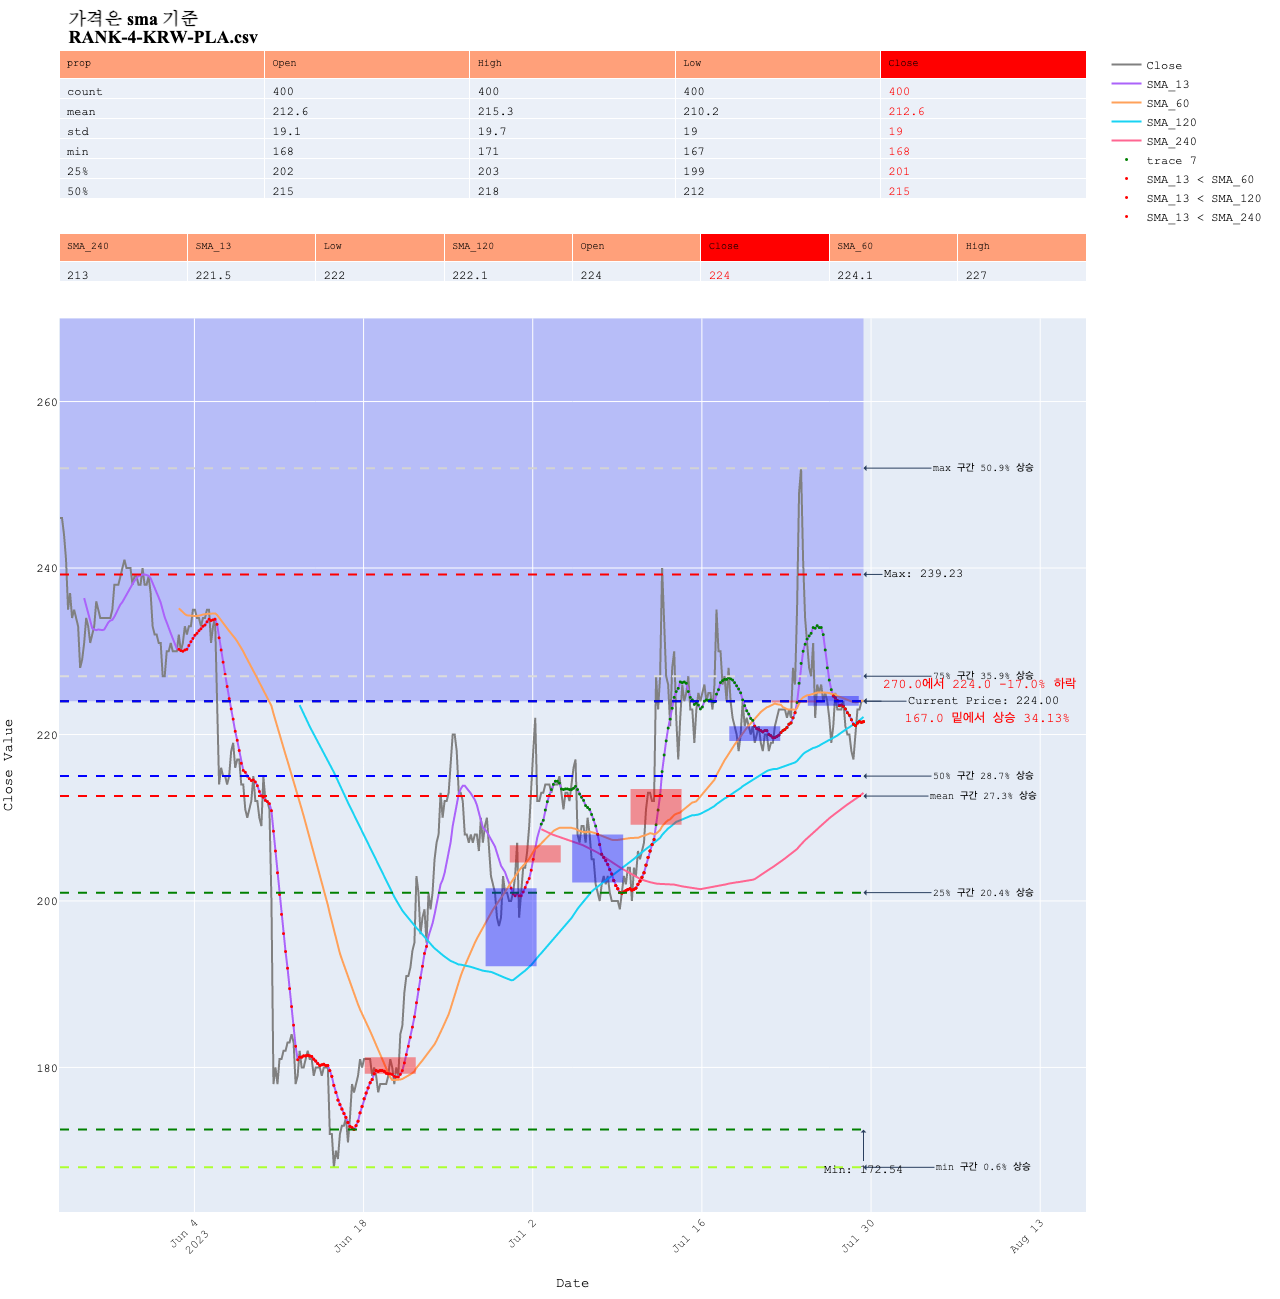 가격은 sma 기준
RANK-4-KRW-PLA.csv
prop Open High Low Close
count 400 400 400 400
mean 212.6 215.3 210.2 212.6
std 19.1 19.7 19 19
min 168 171 167 168
25% 202 203 199 201
50% 215 218 212 215
SMA_240 SMA_13 Low SMA_120 Open Close SMA_60 High
213 221.5 222 222.1 224 224 224.1 227
Close
SMA_13
SMA_60
SMA_120
SMA_240
trace 7
SMA_13 < SMA_60
SMA_13 < SMA_120
SMA_13 < SMA_240
Close Value
260
240
220
200
180
max 구간 50.9% 상승
Max: 239.23
75% 구간 35.9% 상승
270.0에서 224.0 -17.0% 하락
Current Price: 224.00
167.0 밑에서 상승 34.13%
50% 구간 28.7% 상승
mean 구간 27.3% 상승
25% 구간 20.4% 상승
min 구간 0.6% 상승
Min: 172.54
Jun 4
2023
Jun 18
Jul 2
Jul 16
Jul 30
Aug 13
Date